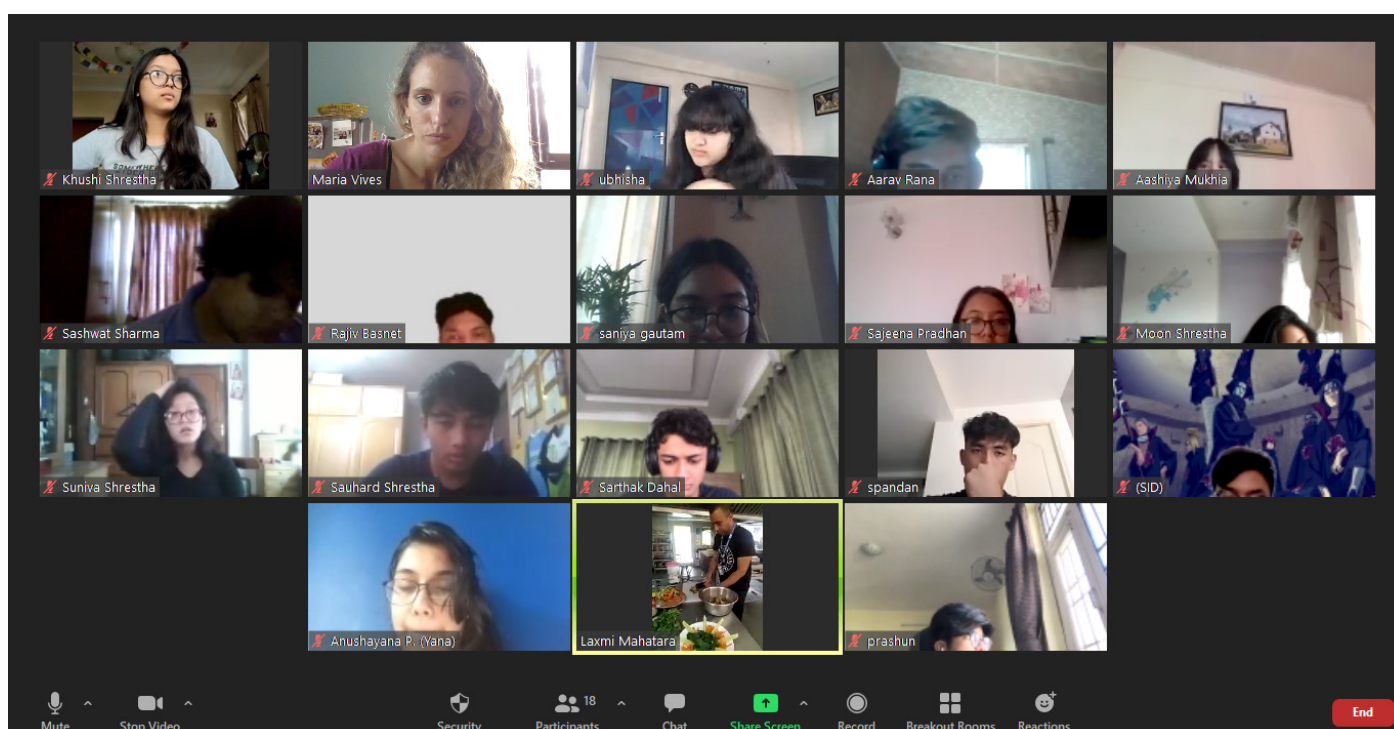 SOMEWHERE
Khushi Shrestha
Maria Vives
ubhisha
Aarav Rana
Aashiya Mukhia
Sashwat Sharma
Rajiv Basnet
saniya gautam
Sajeena Pradhan
Moon Shrestha
Suniva Shrestha
Sauhard Shrestha
Sarthak Dahal
spandan
(SID)
Anushayana P. (Yana)
Laxmi Mahatara
prashun
18
End
Mute
Stop Video
Security
Participants
Chat
Share Screen
Record
Breakout Rooms
Reactions